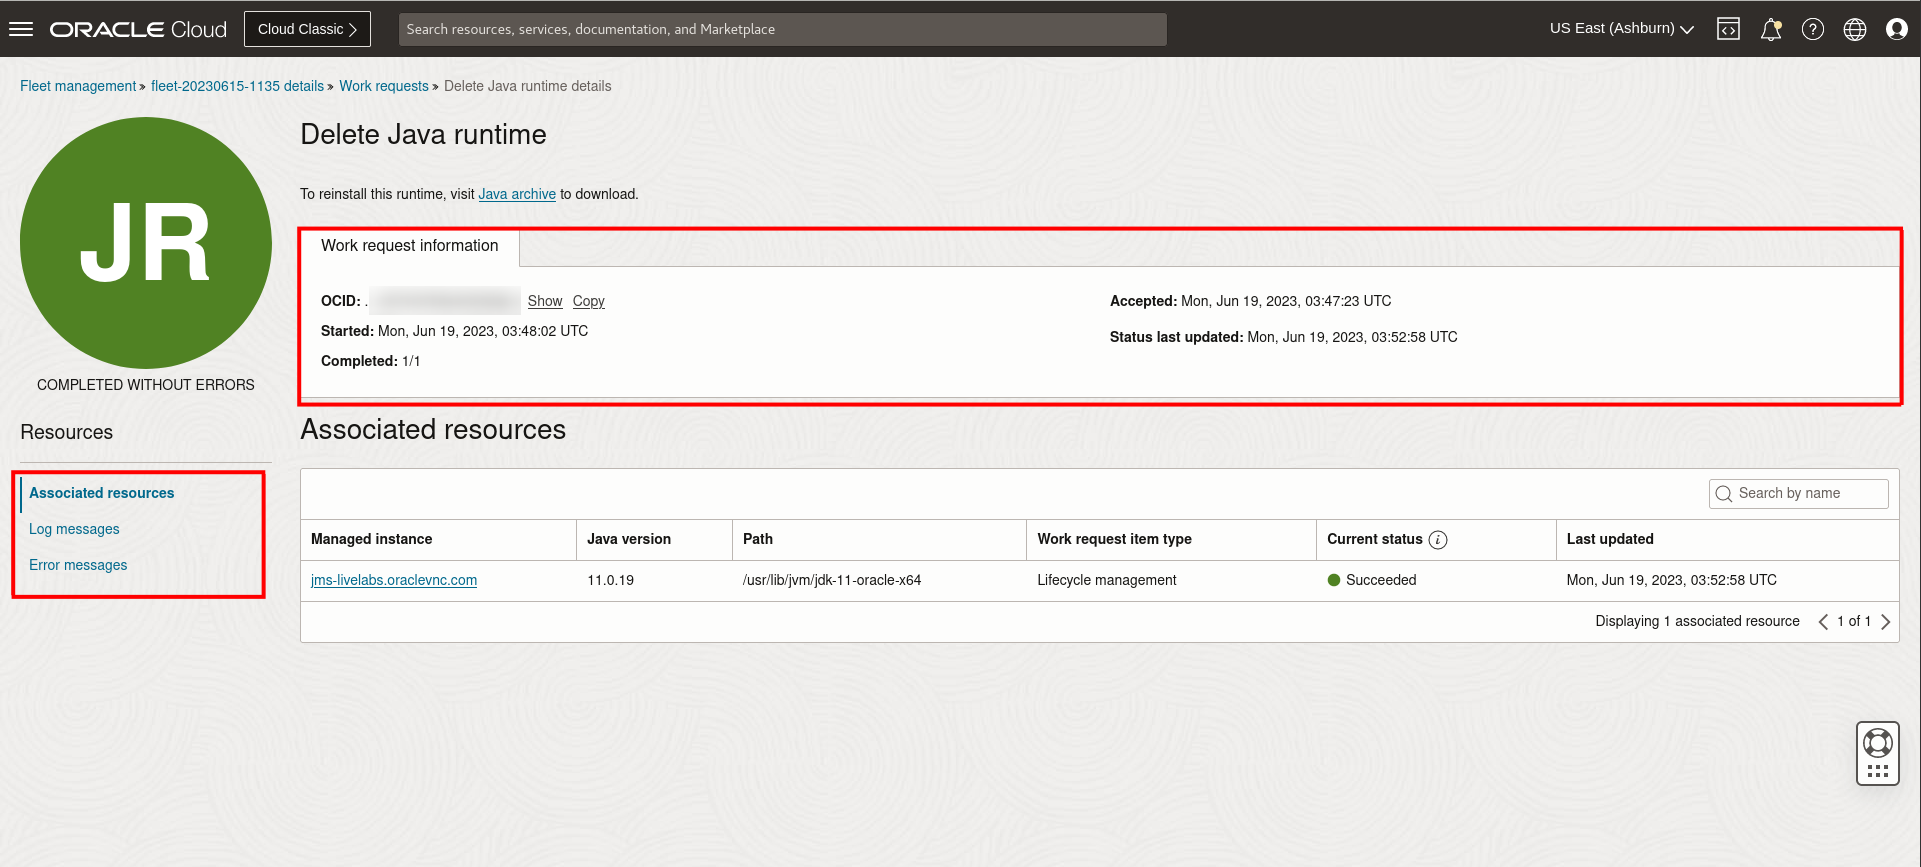 ORACLE Cloud Cloud Classic Search resources, services, documentation, and Marketplace US East (Ashburn)
Fleet management » fleet-20230615-1135 details » Work requests » Delete Java runtime details
JR
COMPLETED WITHOUT ERRORS
Delete Java runtime
To reinstall this runtime, visit Java archive to download.
Work request information
OCID: . Show Copy
Started: Mon, Jun 19, 2023, 03:48:02 UTC
Completed: 1/1
Accepted: Mon, Jun 19, 2023, 03:47:23 UTC
Status last updated: Mon, Jun 19, 2023, 03:52:58 UTC
Resources
Associated resources
Log messages
Error messages
Associated resources
Search by name
Managed instance Java version Path Work request item type Current status i Last updated
jms-livelabs.oraclevnc.com 11.0.19 /usr/lib/jvm/jdk-11-oracle-x64 Lifecycle management Succeeded Mon, Jun 19, 2023, 03:52:58 UTC
Displaying 1 associated resource 1 of 1